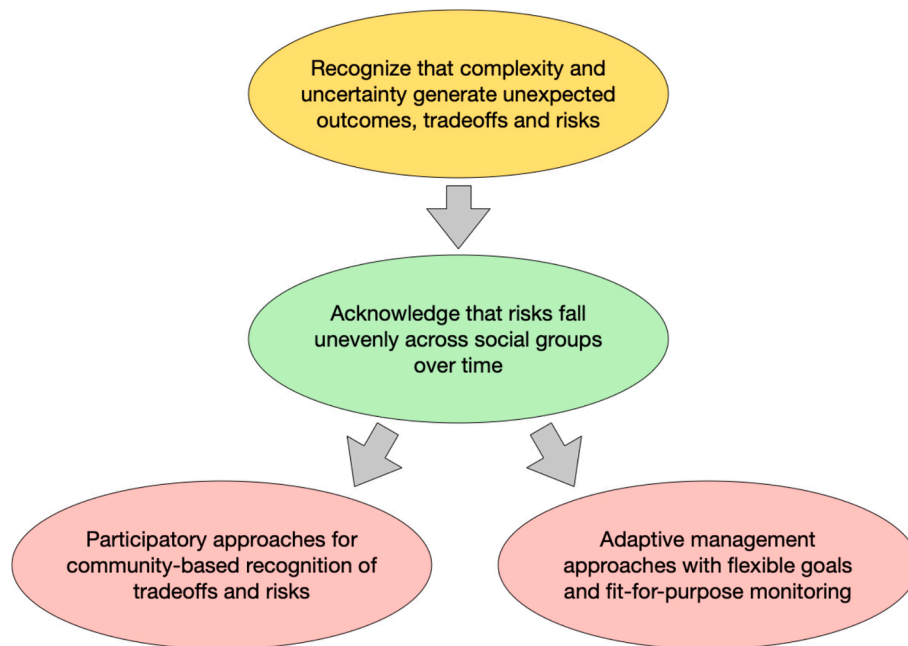 Recognize that complexity and
uncertainty generate unexpected
outcomes, tradeoffs and risks
Acknowledge that risks fall
unevenly across social groups
over time
Participatory approaches for
community-based recognition of
tradeoffs and risks
Adaptive management
approaches with flexible goals
and fit-for-purpose monitoring